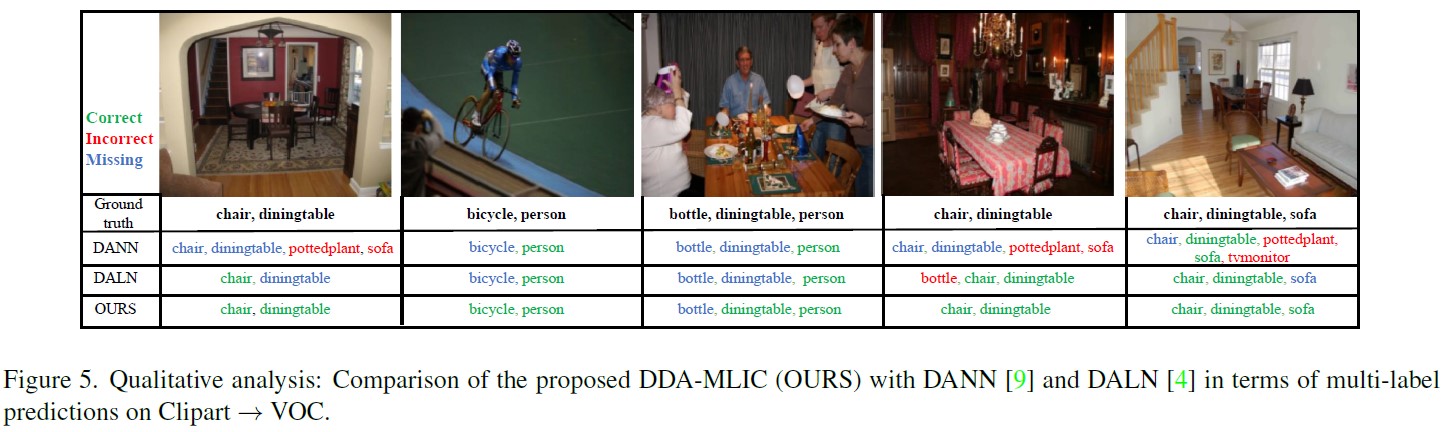 Correct
Incorrect
Missing
Ground truth
chair, diningtable
bicycle, person
bottle, diningtable, person
chair, diningtable
chair, diningtable, sofa
DANN
chair, diningtable, pottedplant, sofa
bicycle, person
bottle, diningtable, person
chair, diningtable, pottedplant, sofa
chair, diningtable, pottedplant,
sofa, tvmonitor
DALN
chair, diningtable
bicycle, person
bottle, diningtable, person
bottle, chair, diningtable
chair, diningtable, sofa
OURS
chair, diningtable
bicycle, person
bottle, diningtable, person
chair, diningtable
chair, diningtable, sofa
Figure 5. Qualitative analysis: Comparison of the proposed DDA-MLIC (OURS) with DANN [9] and DALN [4] in terms of multi-label
predictions on Clipart → VOC.